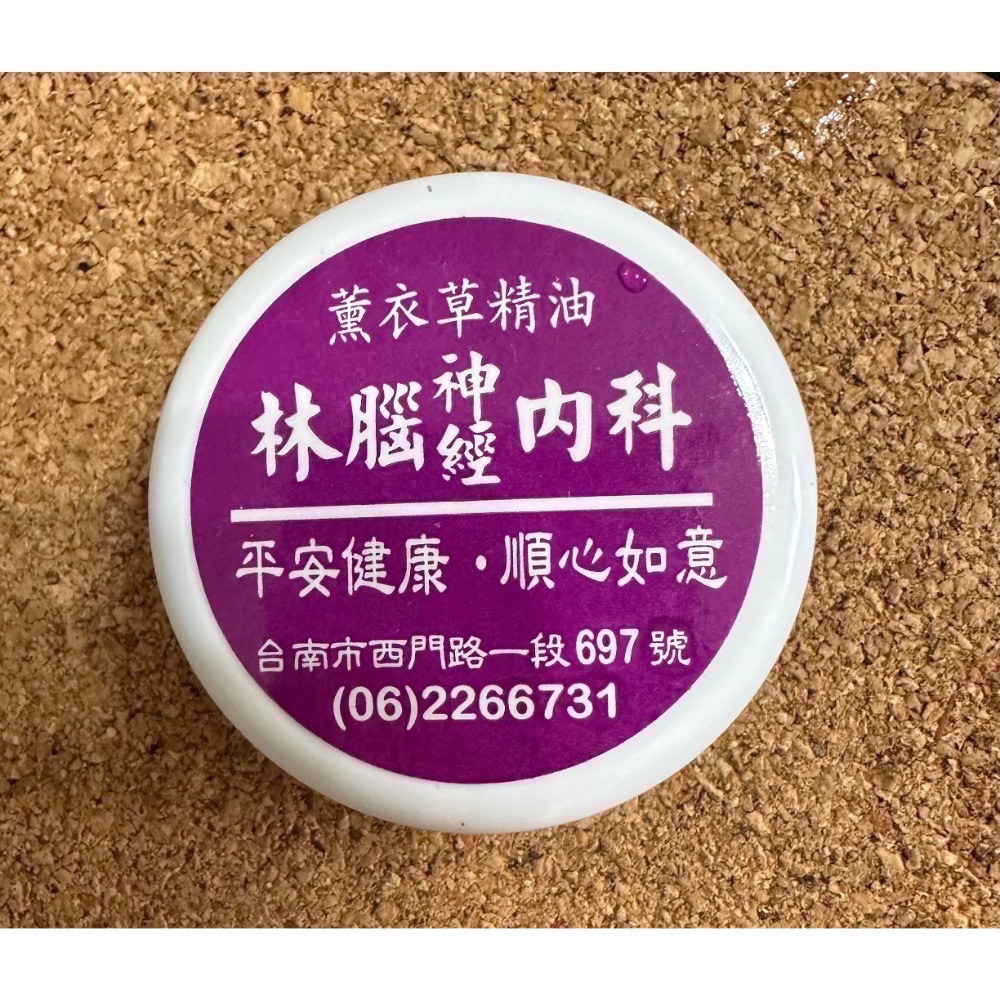 薰衣草精油
林腦神經內科
平安健康·順心如意
台南市西門路一段697號
(06)2266731